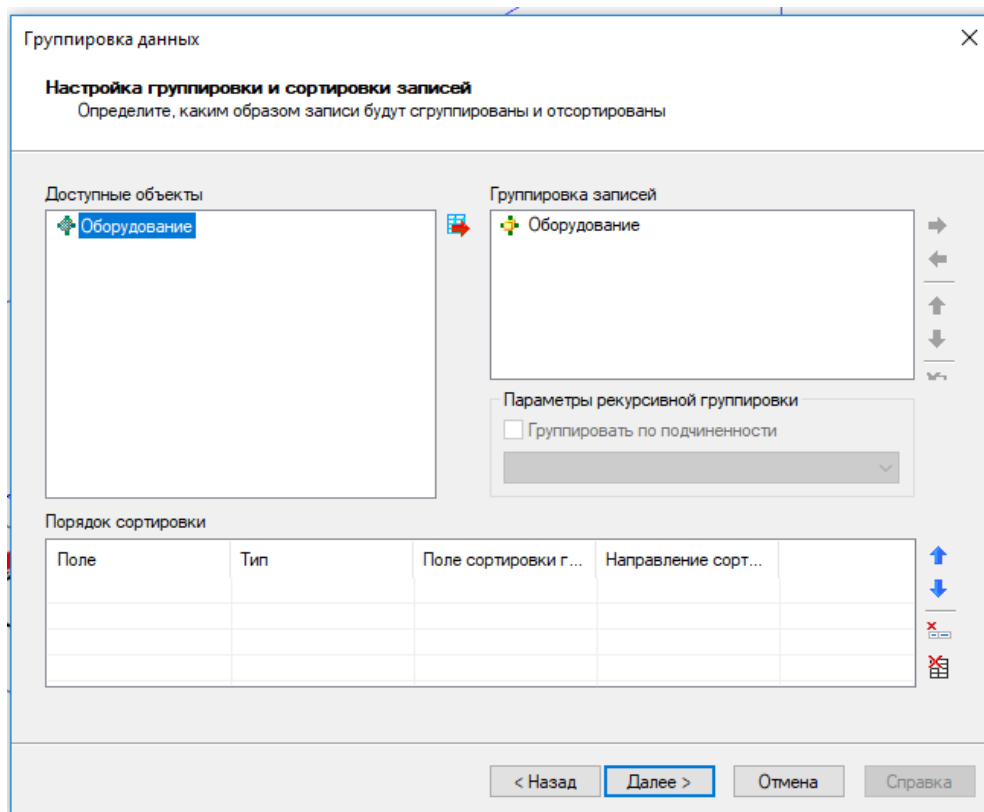 Группировка данных
Настройка группировки и сортировки записей
Определите, каким образом записи будут сгруппированы и отсортированы
Доступные объекты
Группировка записей
Оборудование
Оборудование
Параметры рекурсивной группировки
Группировать по подчиненности
Порядок сортировки
Поле Тип Поле сортировки г... Направление сорт...
< Назад Далее > Отмена Справка